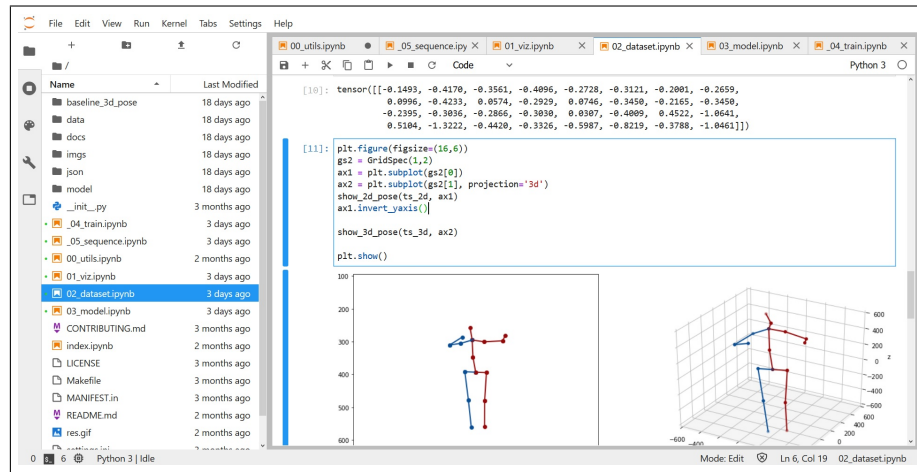 File Edit View Run Kernel Tabs Settings Help
00_utils.ipynb _05_sequence.ipy 01_viz.ipynb 02_dataset.ipynb 03_model.ipynb _04_train.ipynb
Code Python 3
/
Name Last Modified
baseline_3d_pose 18 days ago
data 18 days ago
docs 18 days ago
imgs 18 days ago
json 18 days ago
model 18 days ago
__init__.py 3 months ago
_04_train.ipynb 3 days ago
_05_sequence.ipynb 3 days ago
00_utils.ipynb 2 months ago
01_viz.ipynb 3 days ago
02_dataset.ipynb 3 days ago
03_model.ipynb 3 days ago
CONTRIBUTING.md 3 months ago
index.ipynb 2 months ago
LICENSE 3 months ago
Makefile 3 months ago
MANIFEST.in 3 months ago
README.md 2 months ago
res.gif 2 months ago
settings.ini 2 months ago
[10]: tensor([[-0.1493, -0.4170, -0.3561, -0.4096, -0.2728, -0.3121, -0.2001, -0.2659,
0.0996, -0.4233, 0.0574, -0.2929, 0.0746, -0.3450, -0.2165, -0.3450,
-0.2395, -0.3036, -0.2866, -0.3030, 0.0307, -0.4009, 0.4522, -1.0641,
0.5104, -1.3222, -0.4420, -0.3326, -0.5987, -0.8219, -0.3788, -1.0461]])
[11]: plt.figure(figsize=(16,6))
gs2 = GridSpec(1,2)
ax1 = plt.subplot(gs2[0])
ax2 = plt.subplot(gs2[1], projection='3d')
show_2d_pose(ts_2d, ax1)
ax1.invert_yaxis()
show_3d_pose(ts_3d, ax2)
plt.show()
100
200
300
400
500
600
600
400
200
0 z
−200
−400
−600
600
400
200
0
−600
−400
0 6 Python 3 | Idle Mode: Edit Ln 6, Col 19 02_dataset.ipynb